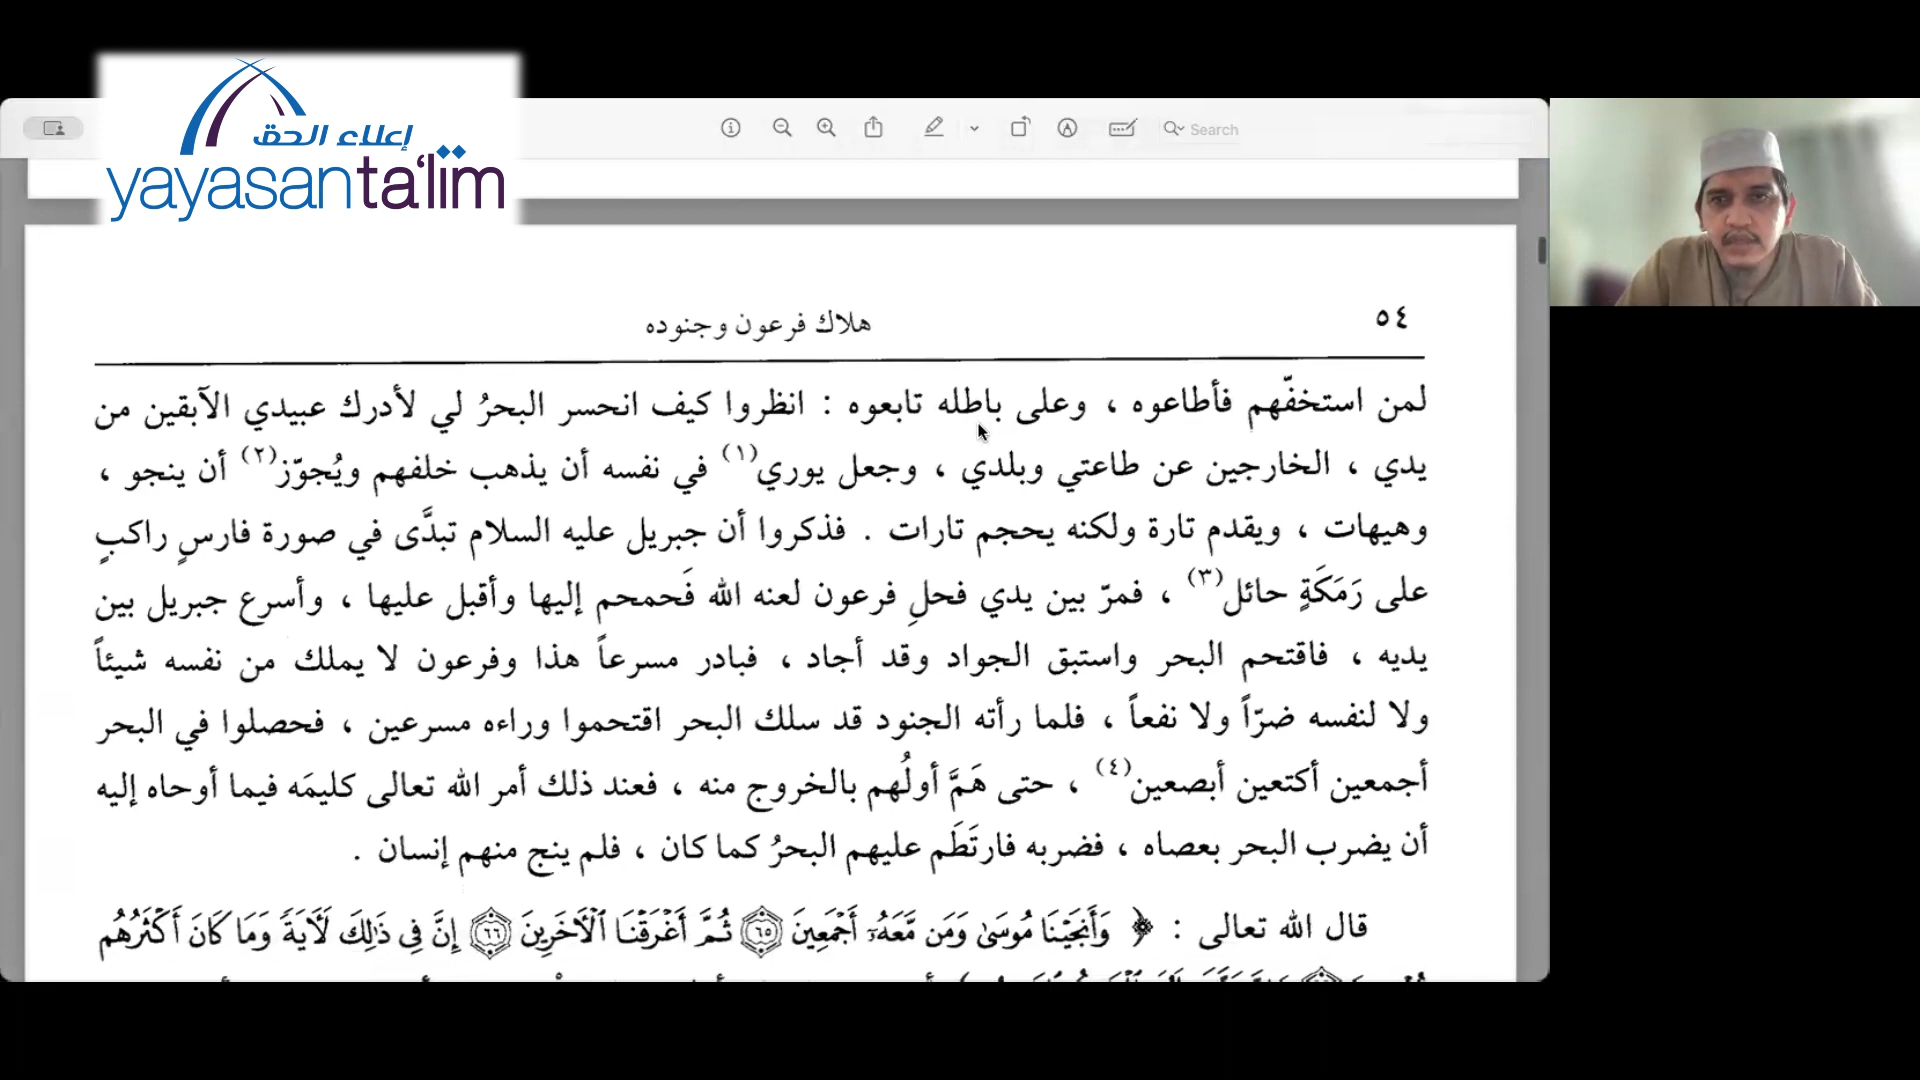 إعلاء الحق
yayasanta'lim
Search
٥٤
هلاك فرعون وجنوده
لمن استخفّهم فأطاعوه ، وعلى باطله تابعوه : انظروا كيف انحسر البحرُ لي لأدرك عبيدي الآبقين من
يدي ، الخارجين عن طاعتي وبلدي ، وجعل يوري(١) في نفسه أن يذهب خلفهم ويُجوّز(٢) أن ينجو ،
وهيهات ، ويقدم تارة ولكنه يحجم تارات . فذكروا أن جبريل عليه السلام تبدَّى في صورة فارسٍ راكبٍ
على رَمَكَةٍ حائل(٣) ، فمرّ بين يدي فحلِ فرعون لعنه الله فَحمحم إليها وأقبل عليها ، وأسرع جبريل بين
يديه ، فاقتحم البحر واستبق الجواد وقد أجاد ، فبادر مسرعاً هذا وفرعون لا يملك من نفسه شيئاً
ولا لنفسه ضرّاً ولا نفعاً ، فلما رأته الجنود قد سلك البحر اقتحموا وراءه مسرعين ، فحصلوا في البحر
أجمعين أكتعين أبصعين(٤) ، حتى هَمَّ أولُهم بالخروج منه ، فعند ذلك أمر الله تعالى كليمَه فيما أوحاه إليه
أن يضرب البحر بعصاه ، فضربه فارتَطَم عليهم البحرُ كما كان ، فلم ينج منهم إنسان .
قال الله تعالى : ﴿ وَأَنجَيْنَا مُوسَىٰ وَمَن مَّعَهُۥٓ أَجْمَعِينَ ٦٥ ثُمَّ أَغْرَقْنَا ٱلْأَخَرِينَ ٦٦ إِنَّ فِى ذَٰلِكَ لَأَيَةً وَمَا كَانَ أَكْثَرُهُم